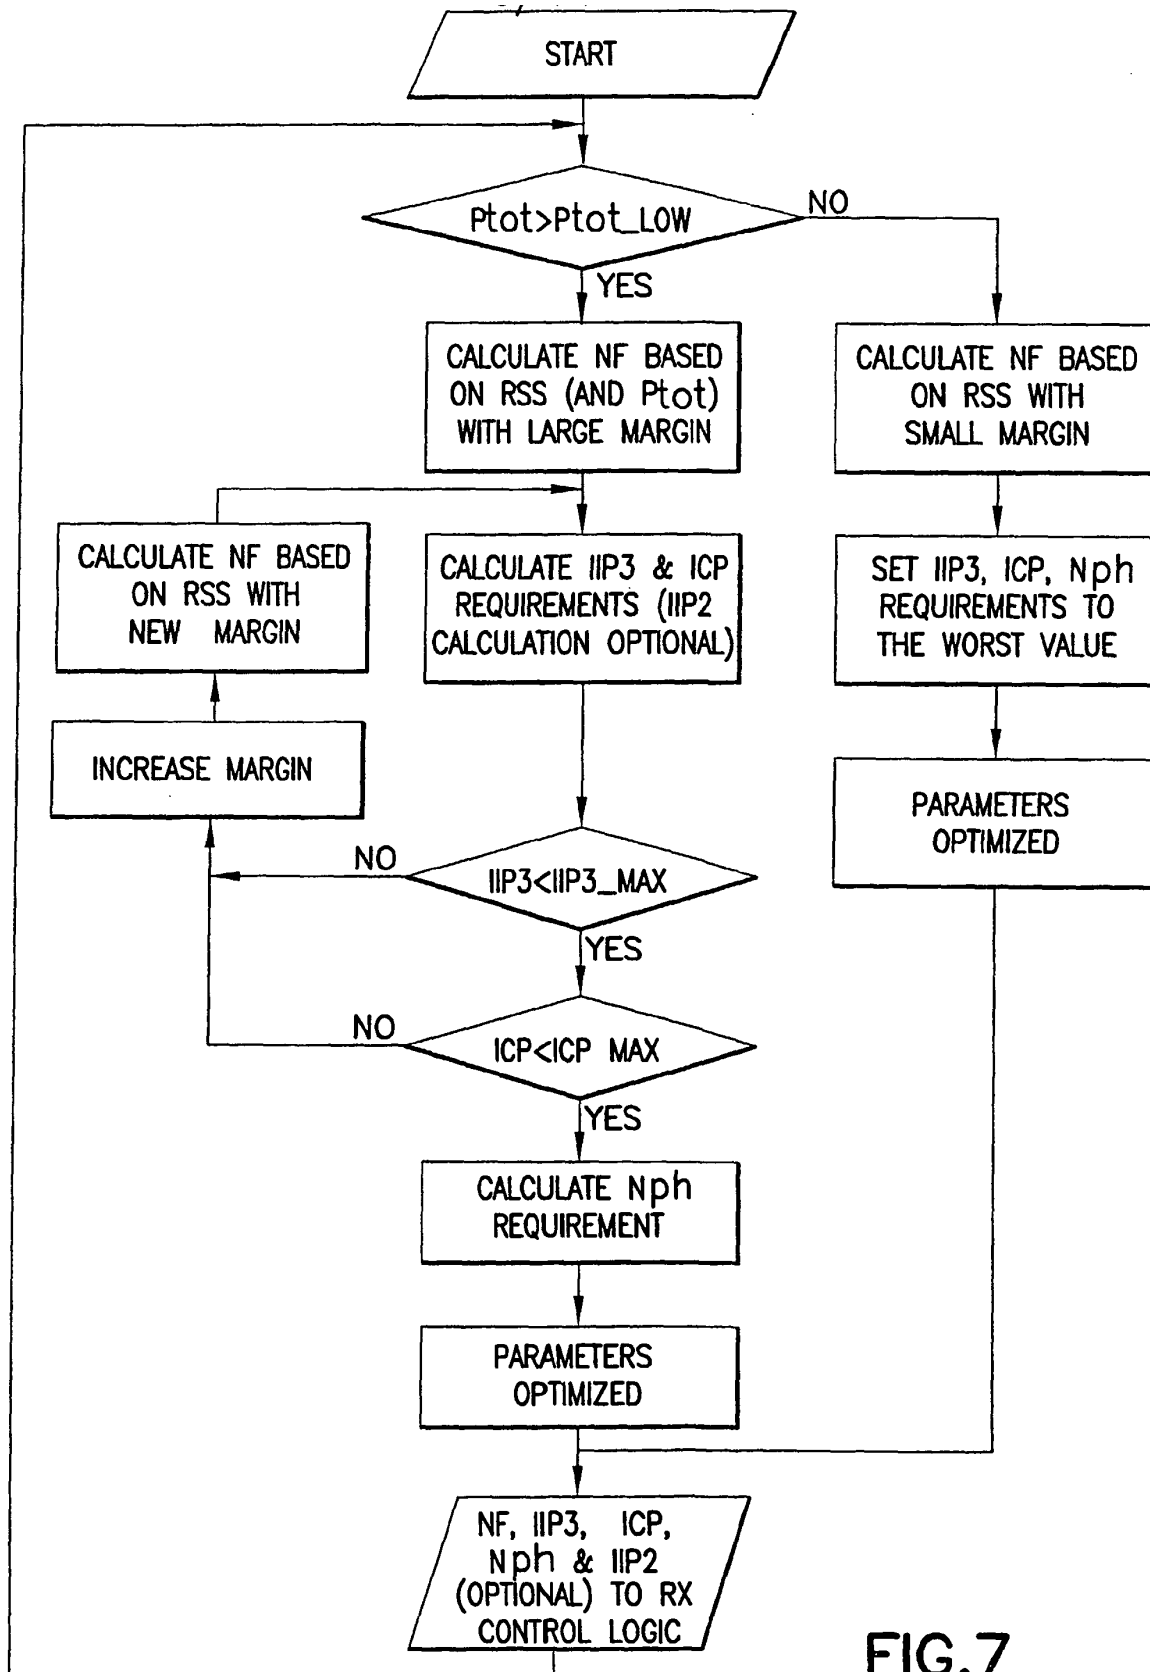 START
Ptot>Ptot_LOW
NO
YES
CALCULATE NF BASED
ON RSS (AND Ptot)
WITH LARGE MARGIN
CALCULATE NF BASED
ON RSS WITH
SMALL MARGIN
CALCULATE NF BASED
ON RSS WITH
NEW MARGIN
CALCULATE IIP3 & ICP
REQUIREMENTS (IIP2
CALCULATION OPTIONAL)
SET IIP3, ICP, Nph
REQUIREMENTS TO
THE WORST VALUE
INCREASE MARGIN
PARAMETERS
OPTIMIZED
NO
IIP3<IIP3_MAX
YES
NO
ICP<ICP MAX
YES
CALCULATE Nph
REQUIREMENT
PARAMETERS
OPTIMIZED
NF, IIP3, ICP,
Nph & IIP2
(OPTIONAL) TO RX
CONTROL LOGIC
FIG.7